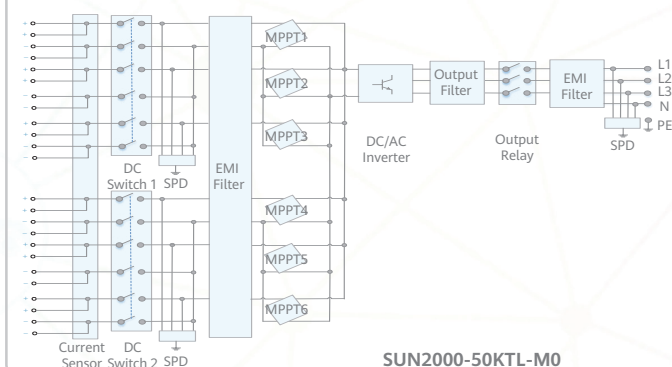 MPPT1
MPPT2
MPPT3
DC
Switch 1
SPD
EMI
Filter
MPPT4
MPPT5
MPPT6
Current
Sensor
DC
Switch 2
SPD
DC/AC
Inverter
Output
Filter
Output
Relay
EMI
Filter
L1
L2
L3
N
PE
SPD
SUN2000-50KTL-M0